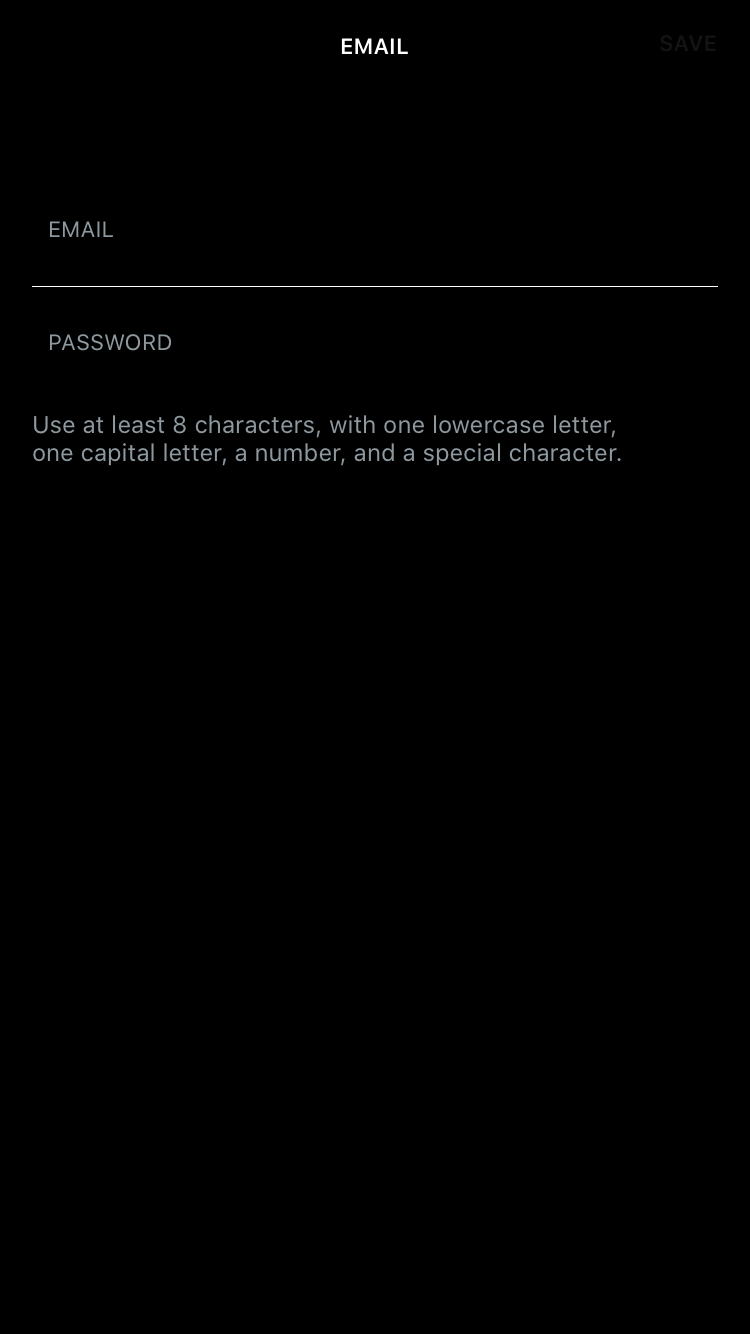 EMAIL
SAVE
EMAIL
PASSWORD
Use at least 8 characters, with one lowercase letter,
one capital letter, a number, and a special character.